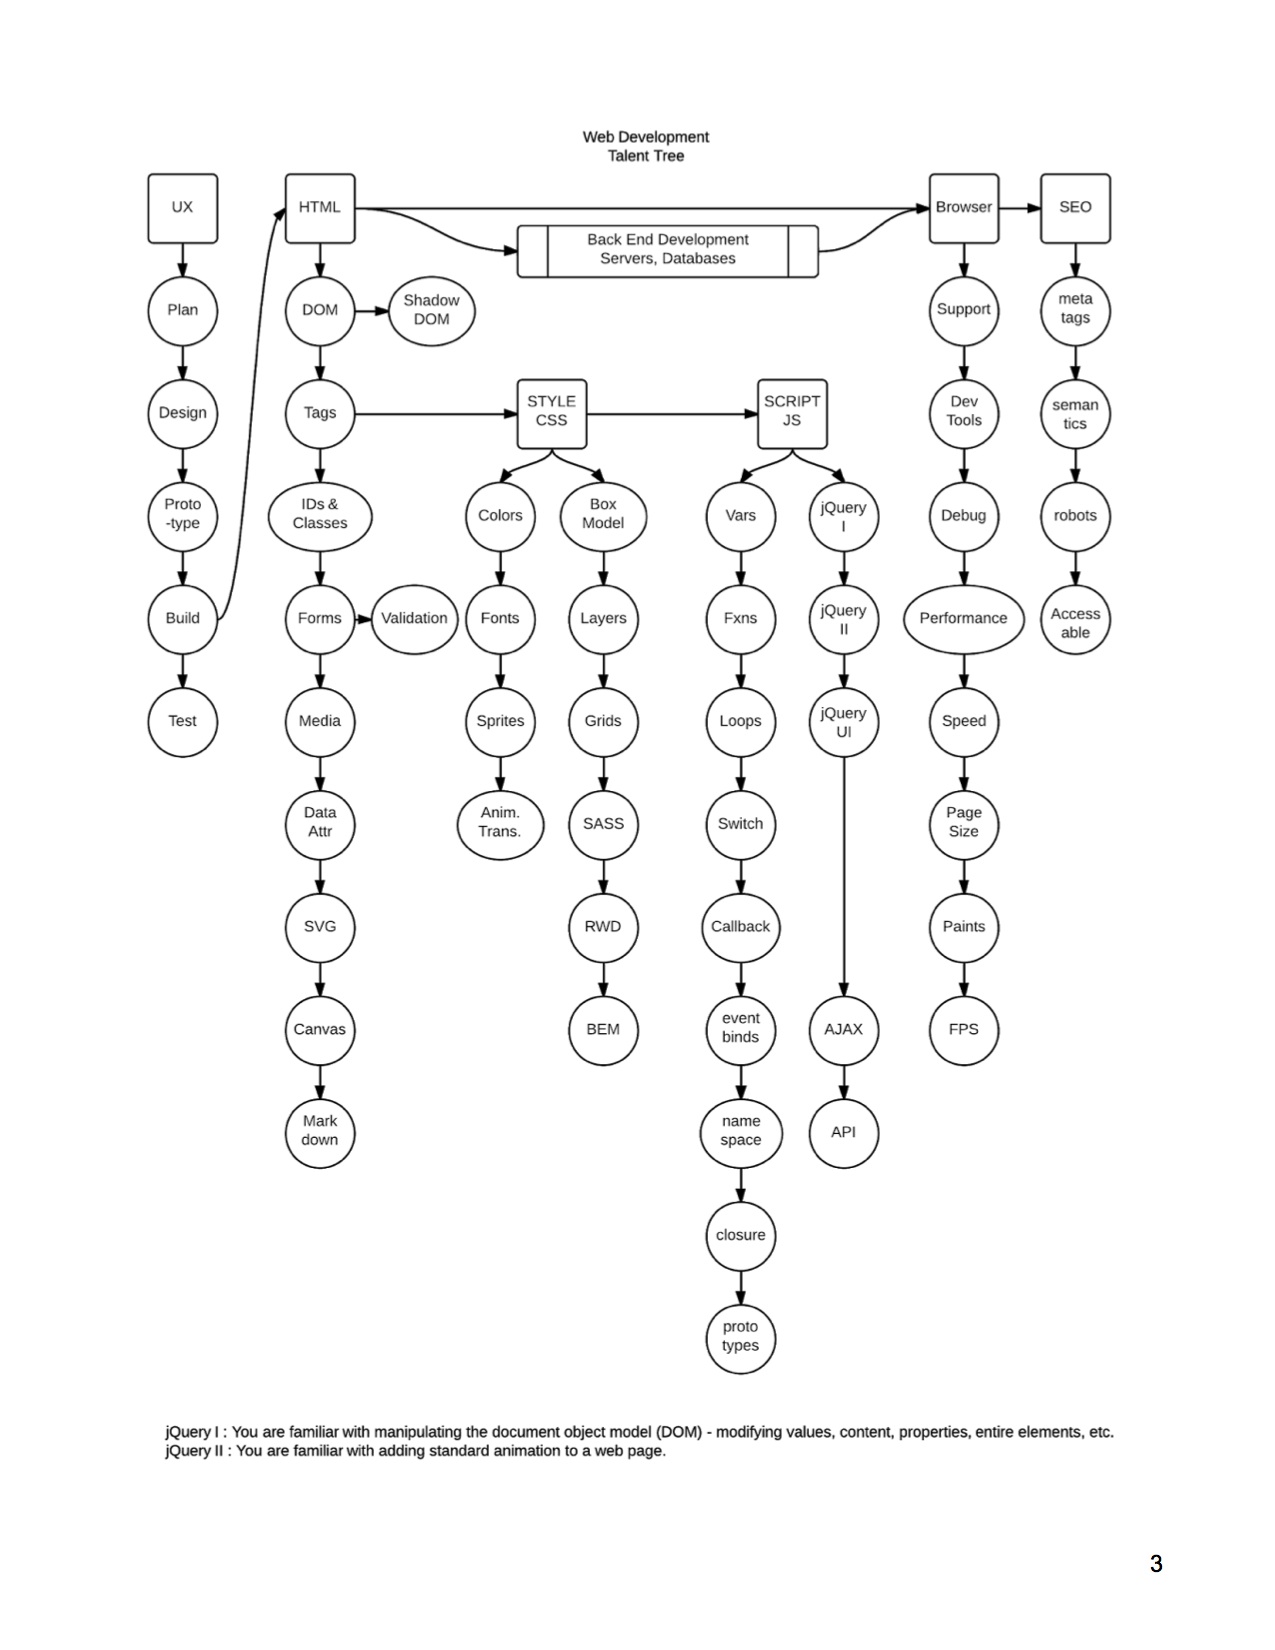 Web Development
Talent Tree
UX
HTML
Browser
SEO
Back End Development
Servers, Databases
Plan
DOM
Shadow
DOM
Support
meta
tags
Design
Tags
STYLE
CSS
SCRIPT
JS
Dev
Tools
seman
tics
Proto
-type
IDs &
Classes
Colors
Box
Model
Vars
jQuery
I
Debug
robots
Build
Forms
Validation
Fonts
Layers
Fxns
jQuery
II
Performance
Access
able
Test
Media
Sprites
Grids
Loops
jQuery
UI
Speed
Data
Attr
Anim.
Trans.
SASS
Switch
Page
Size
SVG
RWD
Callback
Paints
Canvas
BEM
event
binds
AJAX
FPS
Mark
down
name
space
API
closure
proto
types
jQuery I : You are familiar with manipulating the document object model (DOM) - modifying values, content, properties, entire elements, etc.
jQuery II : You are familiar with adding standard animation to a web page.
3